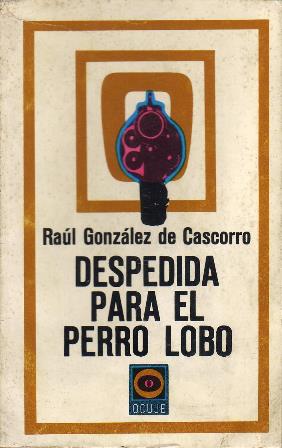 Raúl González de Cascorro
DESPEDIDA
PARA EL
PERRO LOBO
OCUJE